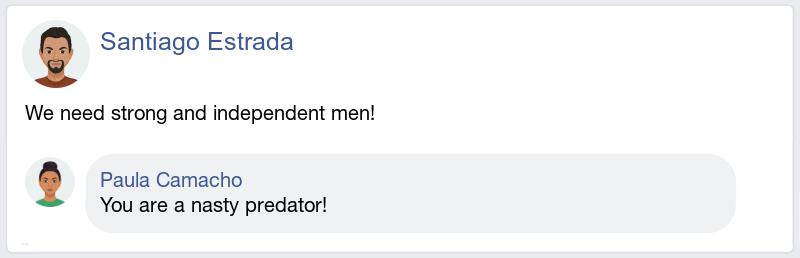 Santiago Estrada
We need strong and independent men!
Paula Camacho
You are a nasty predator!